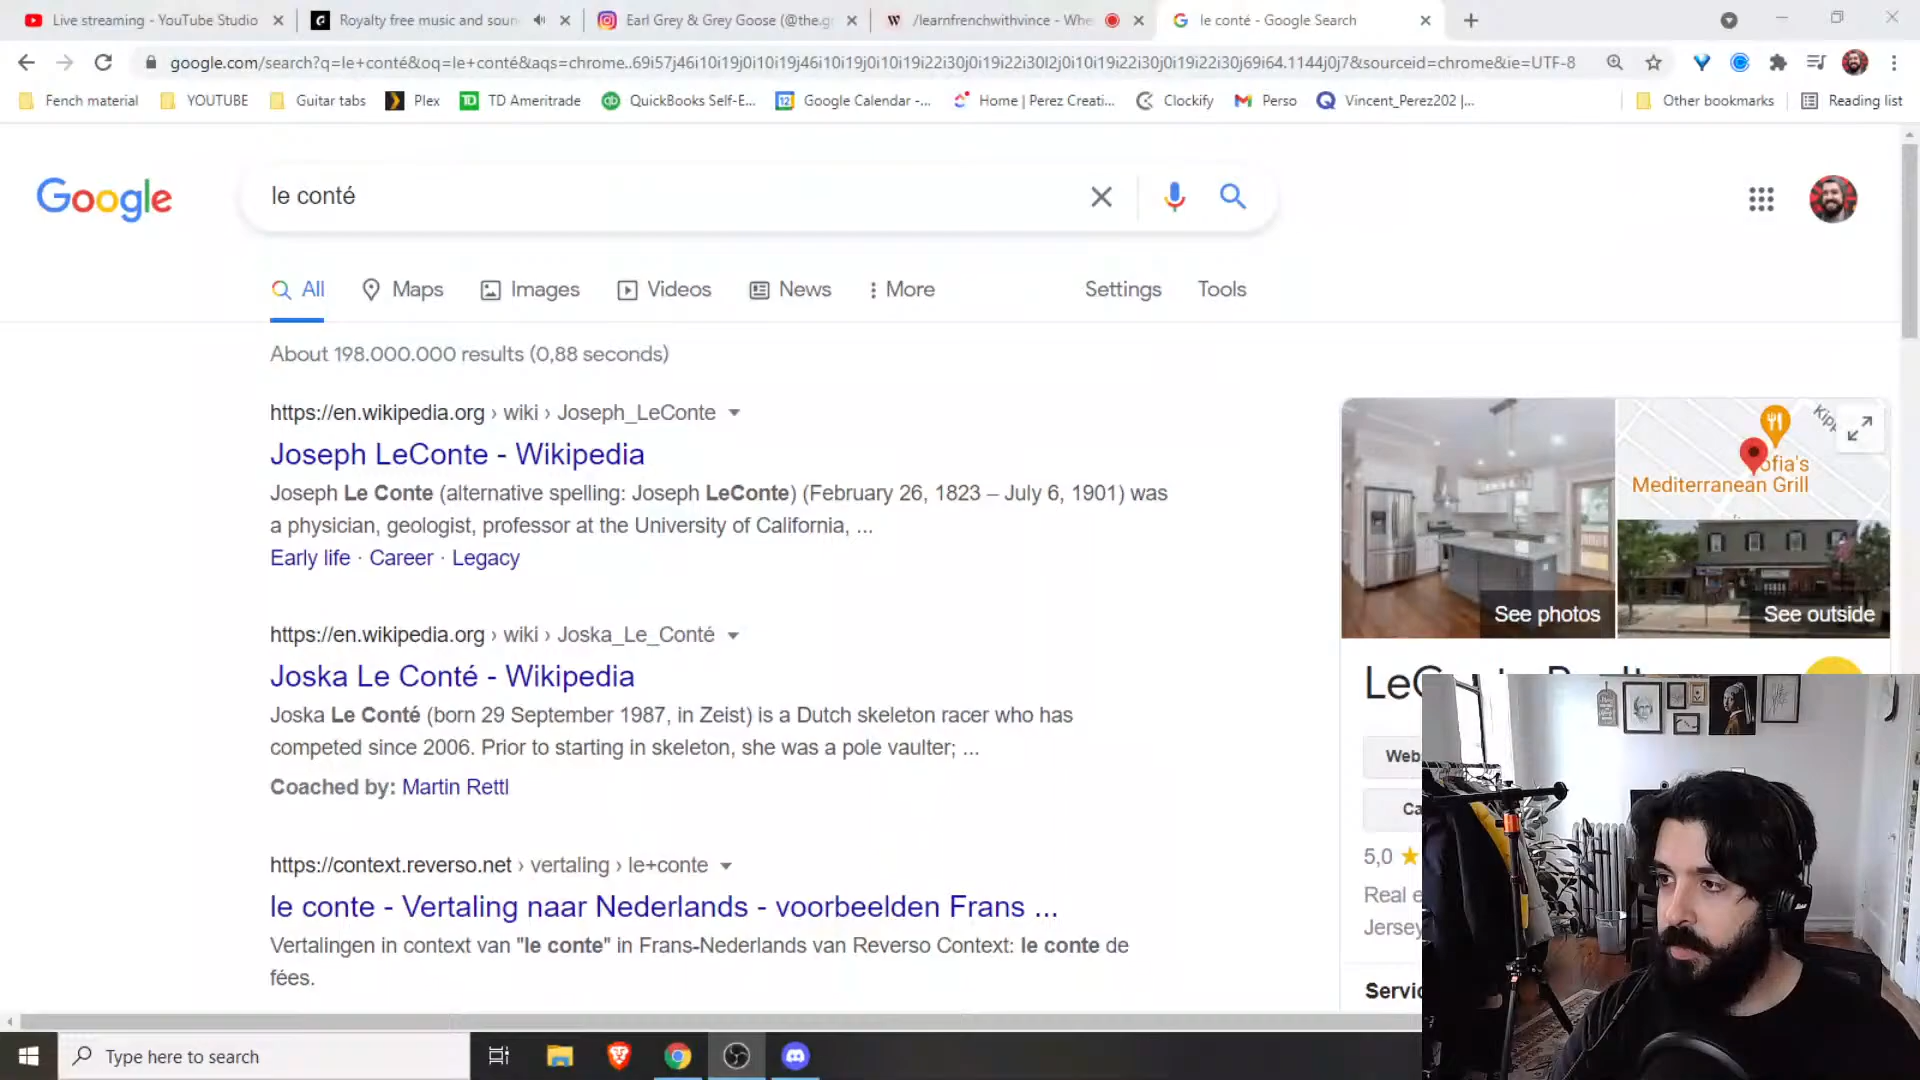 Live streaming - YouTube Studio
Royalty free music and soun
Earl Grey & Grey Goose (@the.g
/learnfrenchwithvince - Whe
le conté - Google Search
google.com/search?q=le+conté&oq=le+conté&aqs=chrome..69i57j46i10i19j0i10i19j46i10i19j0i10i19i22i30j0i19i22i30l2j0i10i19i22i30j0i19i22i30j69i64.1144j0j7&sourceid=chrome&ie=UTF-8
Fench material
YOUTUBE
Guitar tabs
Plex
TD Ameritrade
QuickBooks Self-E...
Google Calendar -...
Home | Perez Creati...
Clockify
Perso
Vincent_Perez202 |...
Other bookmarks
Reading list
Google
le conté
All
Maps
Images
Videos
News
More
Settings
Tools
About 198.000.000 results (0,88 seconds)
https://en.wikipedia.org › wiki › Joseph_LeConte
Joseph LeConte - Wikipedia
Joseph Le Conte (alternative spelling: Joseph LeConte) (February 26, 1823 – July 6, 1901) was
a physician, geologist, professor at the University of California, ...
Early life · Career · Legacy
https://en.wikipedia.org › wiki › Joska_Le_Conté
Joska Le Conté - Wikipedia
Joska Le Conté (born 29 September 1987, in Zeist) is a Dutch skeleton racer who has
competed since 2006. Prior to starting in skeleton, she was a pole vaulter; ...
Coached by: Martin Rettl
https://context.reverso.net › vertaling › le+conte
le conte - Vertaling naar Nederlands - voorbeelden Frans ...
Vertalingen in context van "le conte" in Frans-Nederlands van Reverso Context: le conte de
fées.
Kipp
ofia's
Mediterranean Grill
See photos
See outside
Web
Ca
5,0
Real e
Jersey
Servic
Type here to search